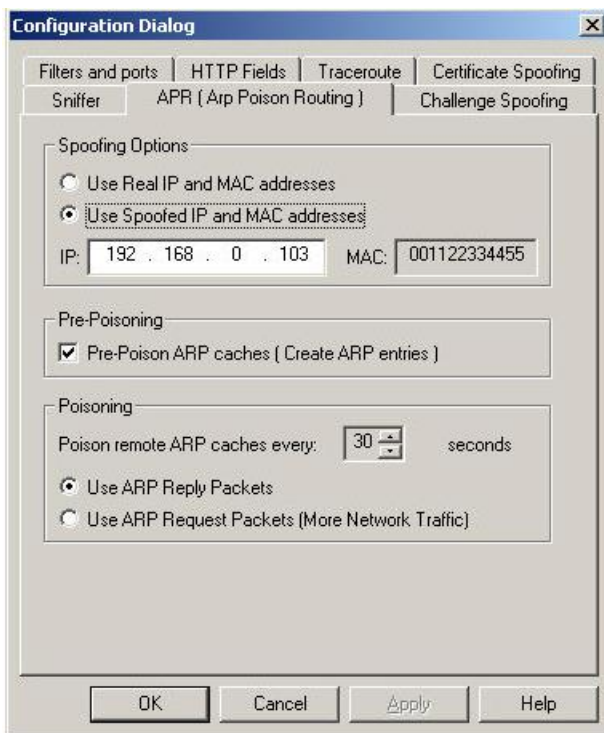 Configuration Dialog
Filters and ports HTTP Fields Traceroute Certificate Spoofing
Sniffer APR ( Arp Poison Routing ) Challenge Spoofing
Spoofing Options
Use Real IP and MAC addresses
Use Spoofed IP and MAC addresses
IP: 192 . 168 . 0 . 103 MAC: 001122334455
Pre-Poisoning
Pre-Poison ARP caches ( Create ARP entries )
Poisoning
Poison remote ARP caches every: 30 seconds
Use ARP Reply Packets
Use ARP Request Packets (More Network Traffic)
OK Cancel Apply Help